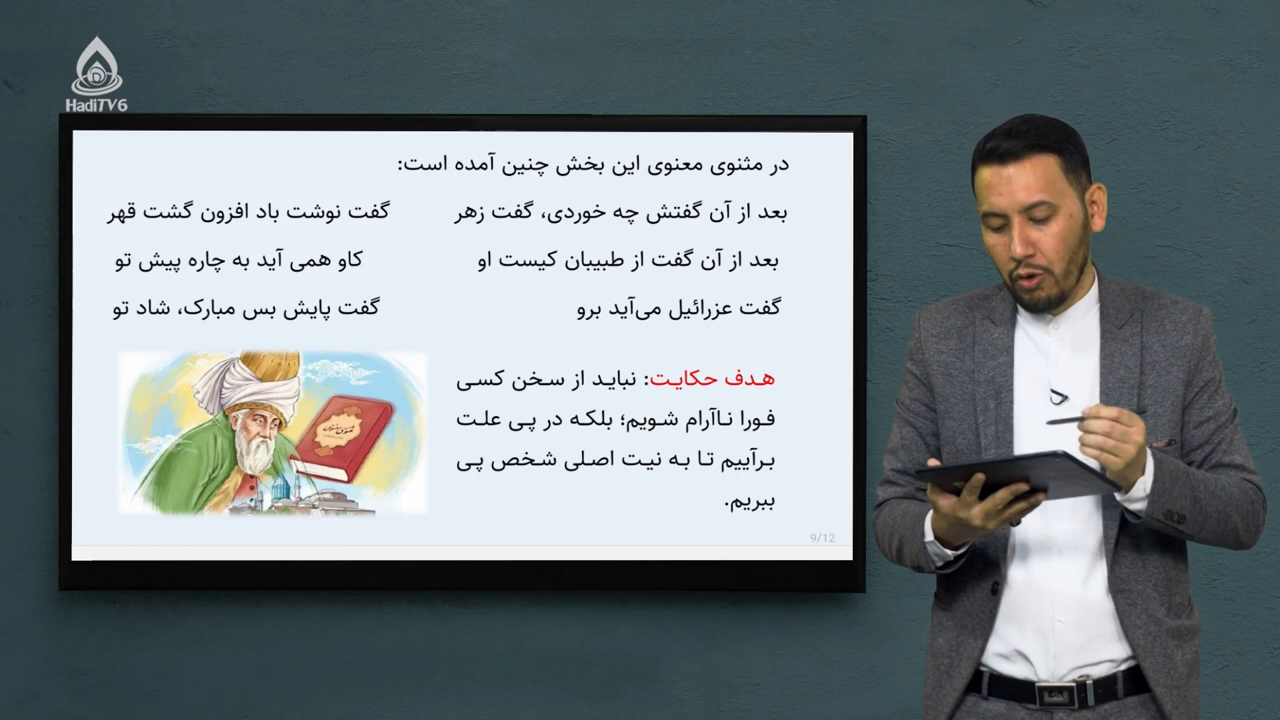 HadiTV6
در مثنوی معنوی این بخش چنین آمده است:
بعد از آن گفتش چه خوردی، گفت زهر گفت نوشت باد افزون گشت قهر
بعد از آن گفت از طبیبان کیست او کاو همی آید به چاره پیش تو
گفت عزرائیل می‌آید برو گفت پایش بس مبارک، شاد تو
هدف حکایت: نباید از سخن کسی
فورا ناآرام شویم؛ بلکه در پی علت
برآییم تا به نیت اصلی شخص پی
ببریم.
9/12